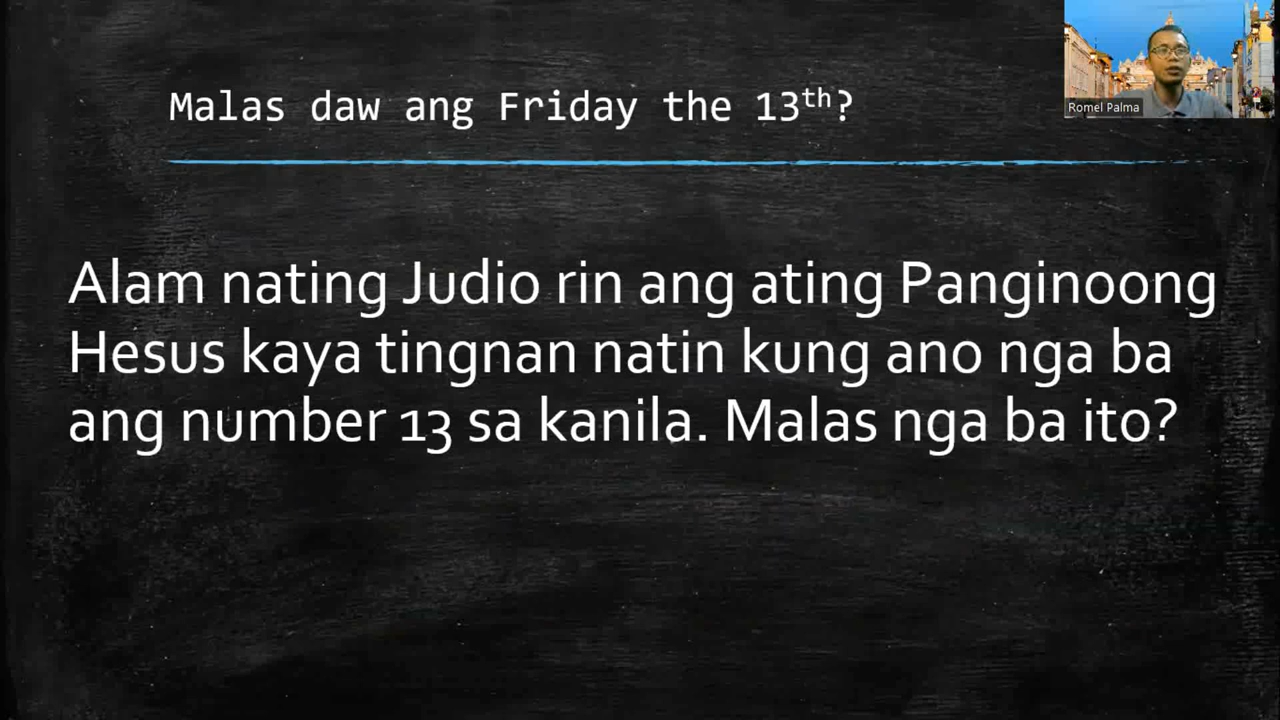 Malas daw ang Friday the 13th?
Romel Palma
Alam nating Judio rin ang ating Panginoong
Hesus kaya tingnan natin kung ano nga ba
ang number 13 sa kanila. Malas nga ba ito?